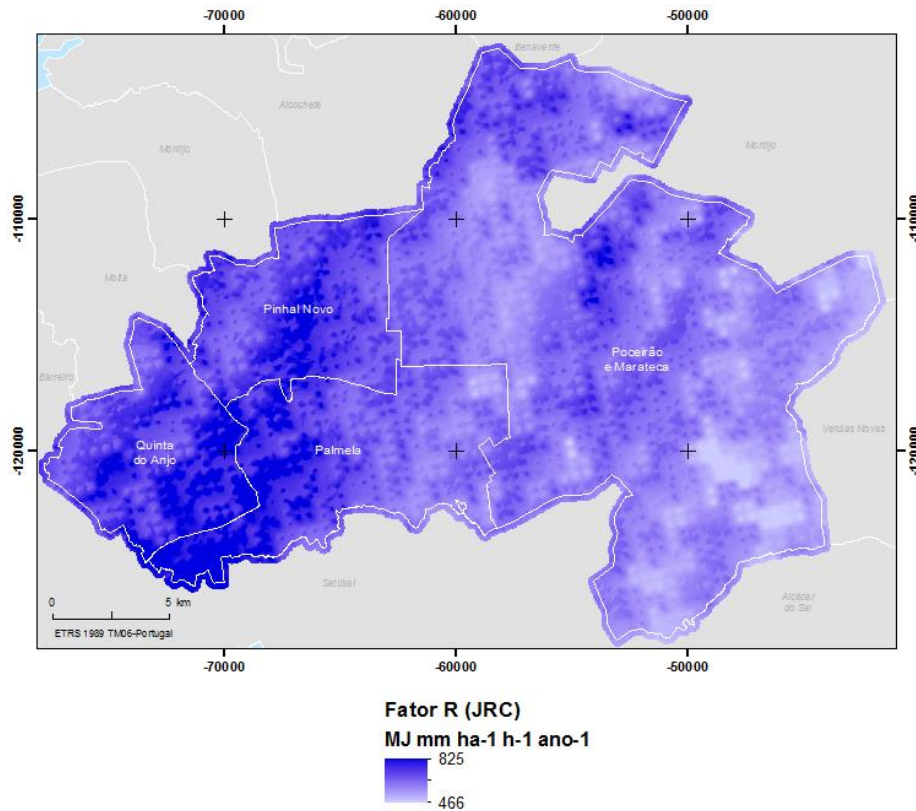 -70000 -60000 -50000
Benavente
Alcochete
Montijo
Montijo
-110000
-110000
Moita
Pinhal Novo
Poceirão
e Marateca
Barreiro
Quinta
do Anjo
Palmela
Vendas Novas
-120000
-120000
Setúbal
Alcácer
do Sal
0 5 km
ETRS 1989 TM06-Portugal
-70000 -60000 -50000
Fator R (JRC)
MJ mm ha-1 h-1 ano-1
825
466